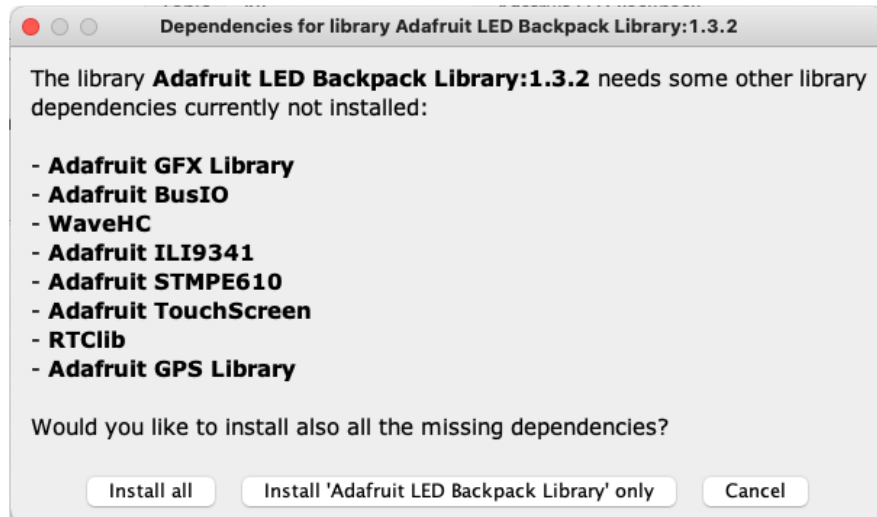 Dependencies for library Adafruit LED Backpack Library:1.3.2
The library Adafruit LED Backpack Library:1.3.2 needs some other library
dependencies currently not installed:
- Adafruit GFX Library
- Adafruit BusIO
- WaveHC
- Adafruit ILI9341
- Adafruit STMPE610
- Adafruit TouchScreen
- RTClib
- Adafruit GPS Library
Would you like to install also all the missing dependencies?
Install all Install 'Adafruit LED Backpack Library' only Cancel